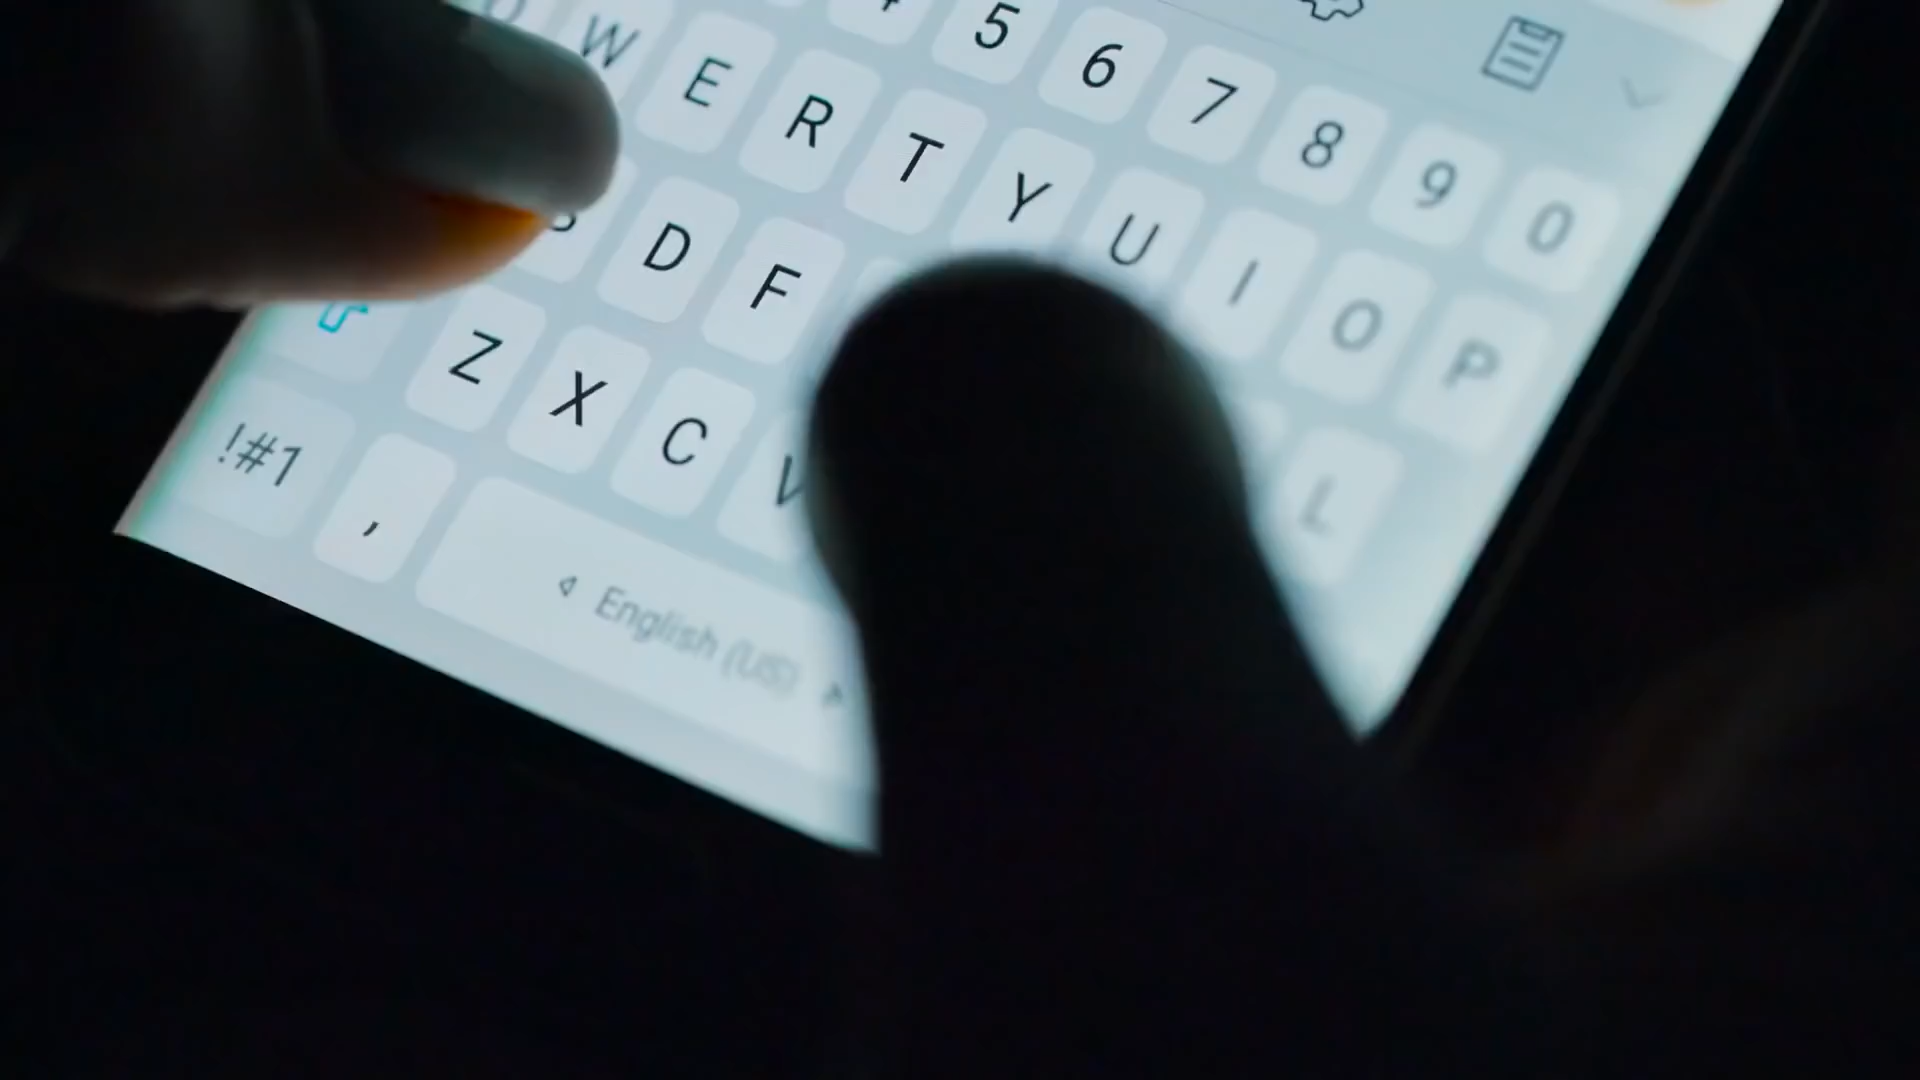 5 6 7 8 9 0
W E R T Y U I O P
D F L
Z X C V
!#1 , English (US)